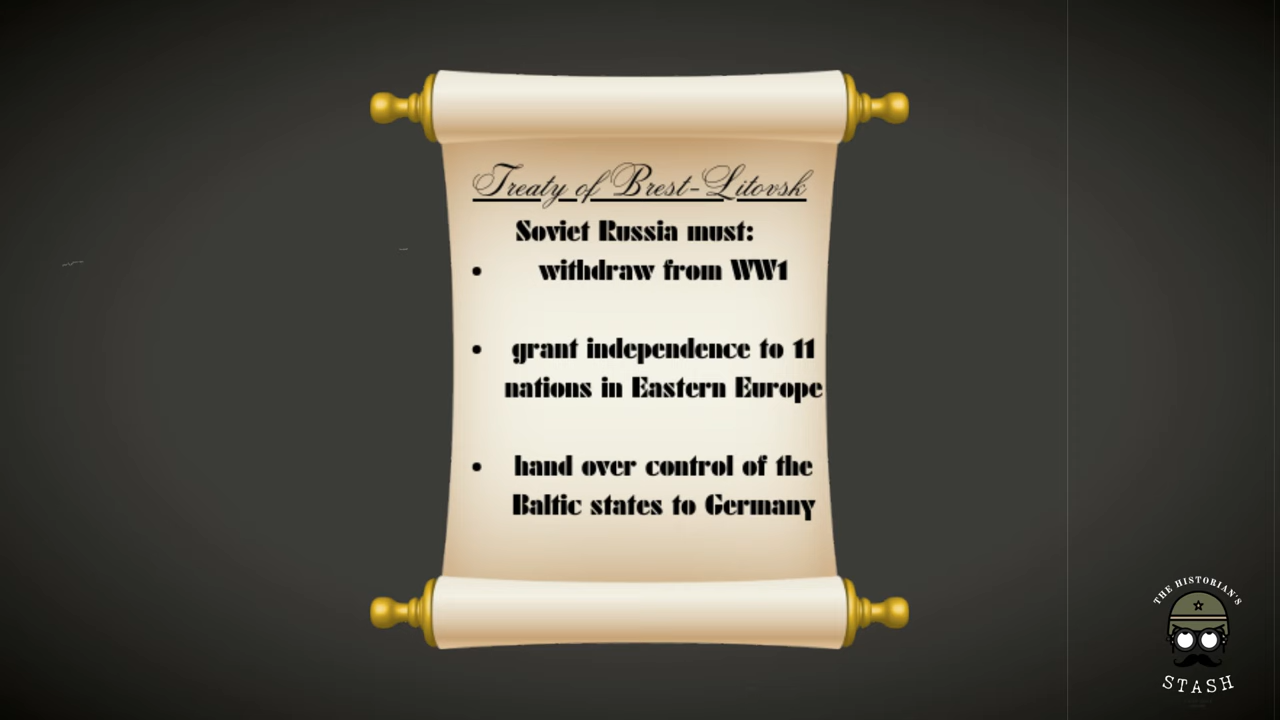 Treaty of Brest-Litovsk
Soviet Russia must:
• withdraw from WW1
• grant independence to 11
nations in Eastern Europe
• hand over control of the
Baltic states to Germany
THE HISTORIAN'S
STASH